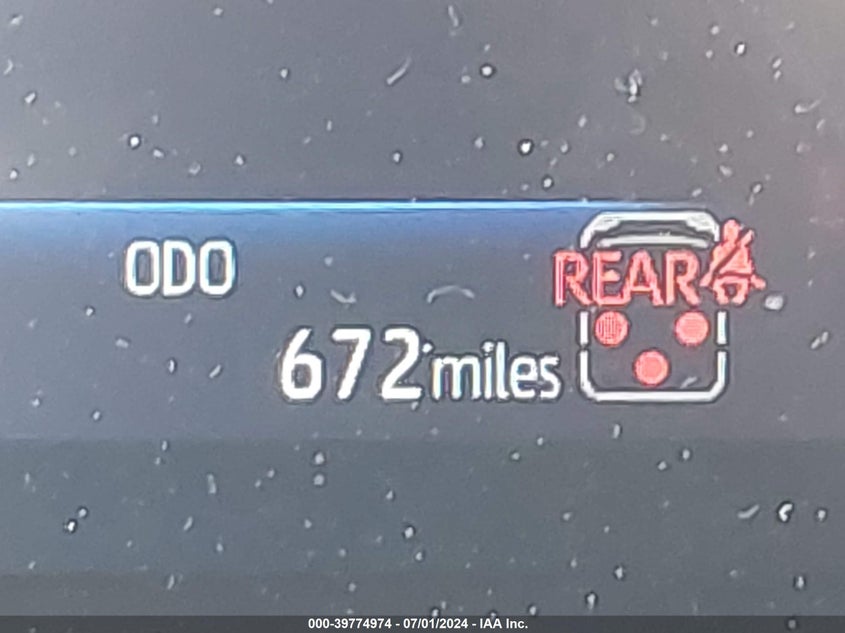 ODO
REAR
672 miles
000-39774974 - 07/01/2024 - IAA Inc.